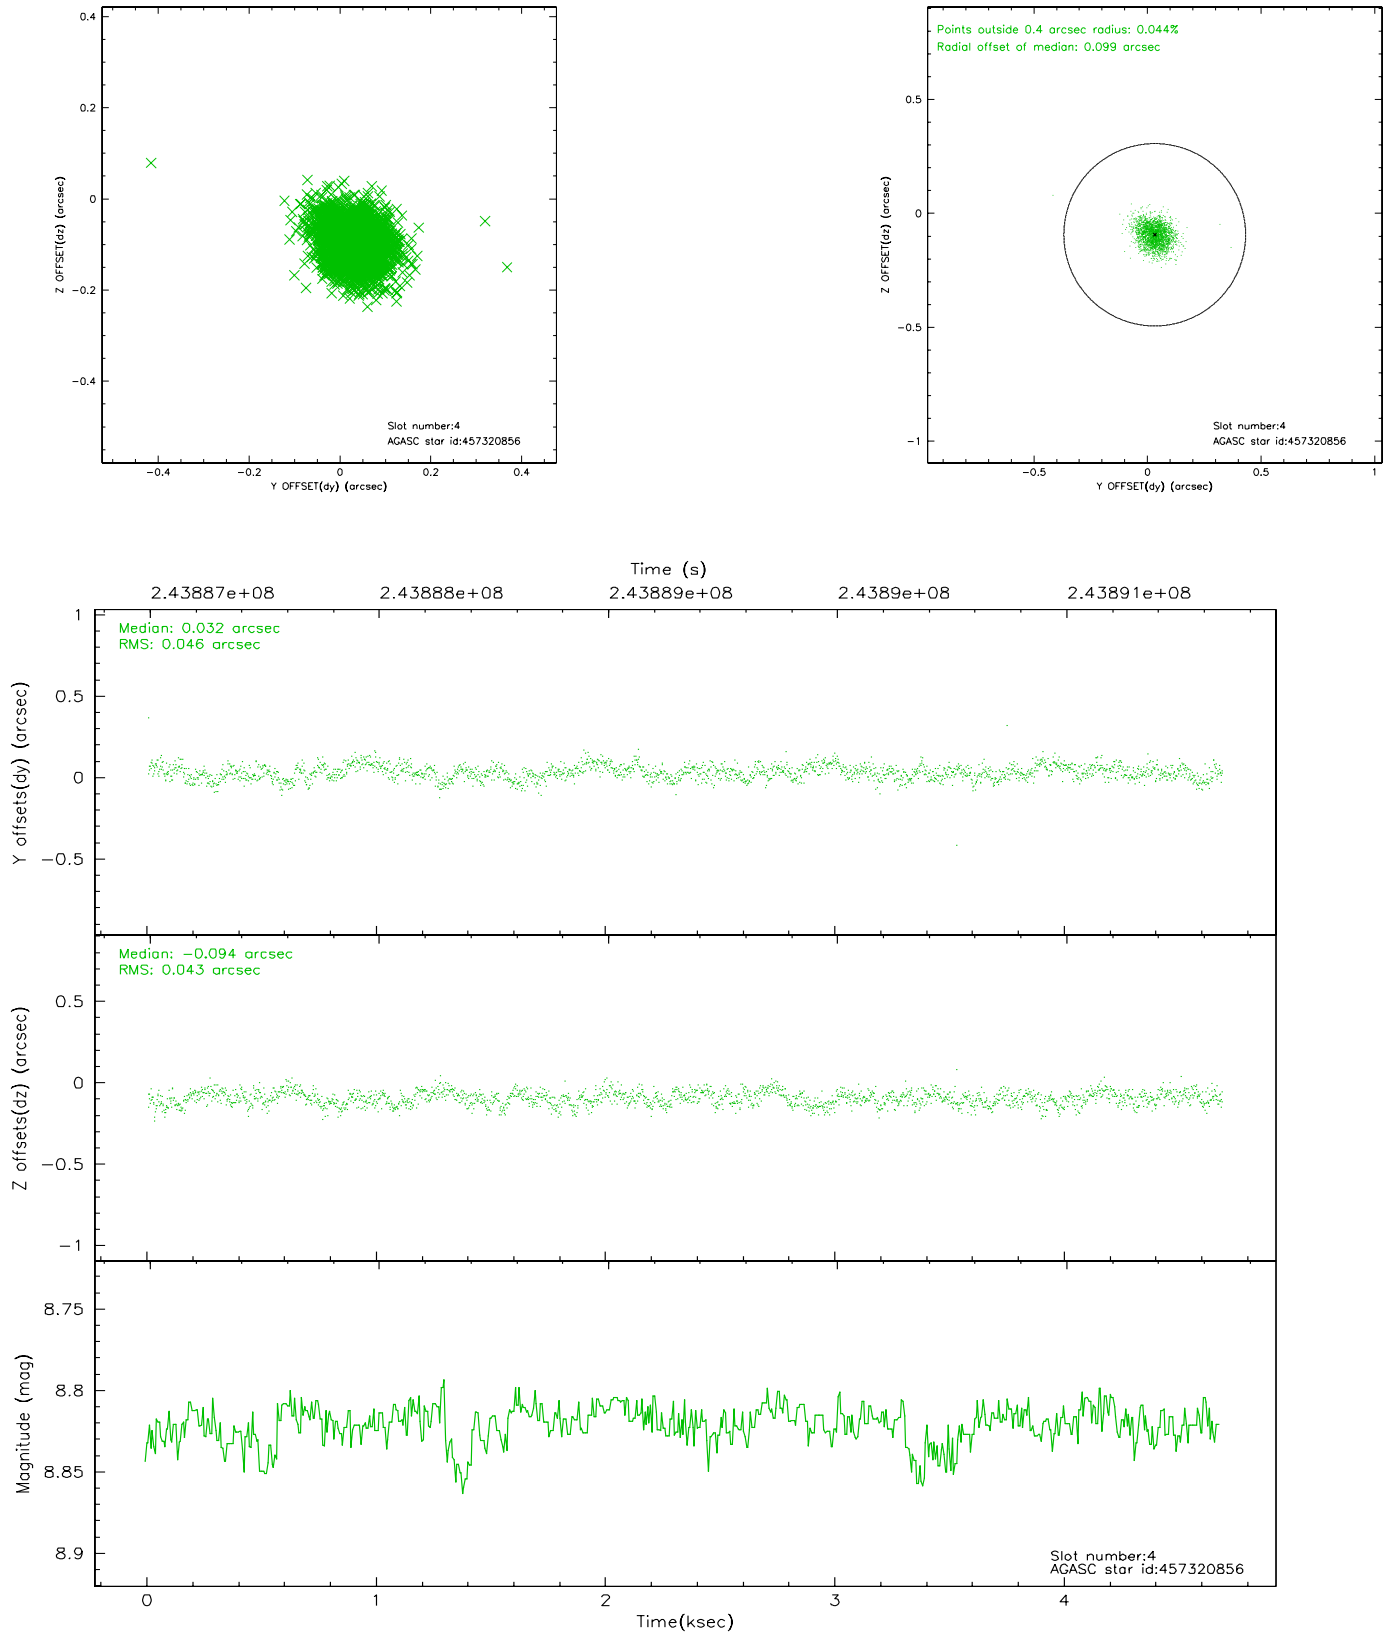 0.4
0.2
0
−0.2
−0.4
Z OFFSET(dz) (arcsec)
−0.4 −0.2 0 0.2 0.4
Y OFFSET(dy) (arcsec)
Slot number:4
AGASC star id:457320856
Points outside 0.4 arcsec radius: 0.044%
Radial offset of median: 0.099 arcsec
0.5
0
−0.5
−1
Z OFFSET(dz) (arcsec)
−0.5 0 0.5 1
Y OFFSET(dy) (arcsec)
Slot number:4
AGASC star id:457320856
Time (s)
2.43887e+08 2.43888e+08 2.43889e+08 2.4389e+08 2.43891e+08
Median: 0.032 arcsec
RMS: 0.046 arcsec
1
0.5
0
−0.5
Y offsets(dy) (arcsec)
Median: −0.094 arcsec
RMS: 0.043 arcsec
0.5
0
−0.5
−1
Z offsets(dz) (arcsec)
8.75
8.8
8.85
8.9
Magnitude (mag)
Slot number:4
AGASC star id:457320856
0 1 2 3 4
Time(ksec)